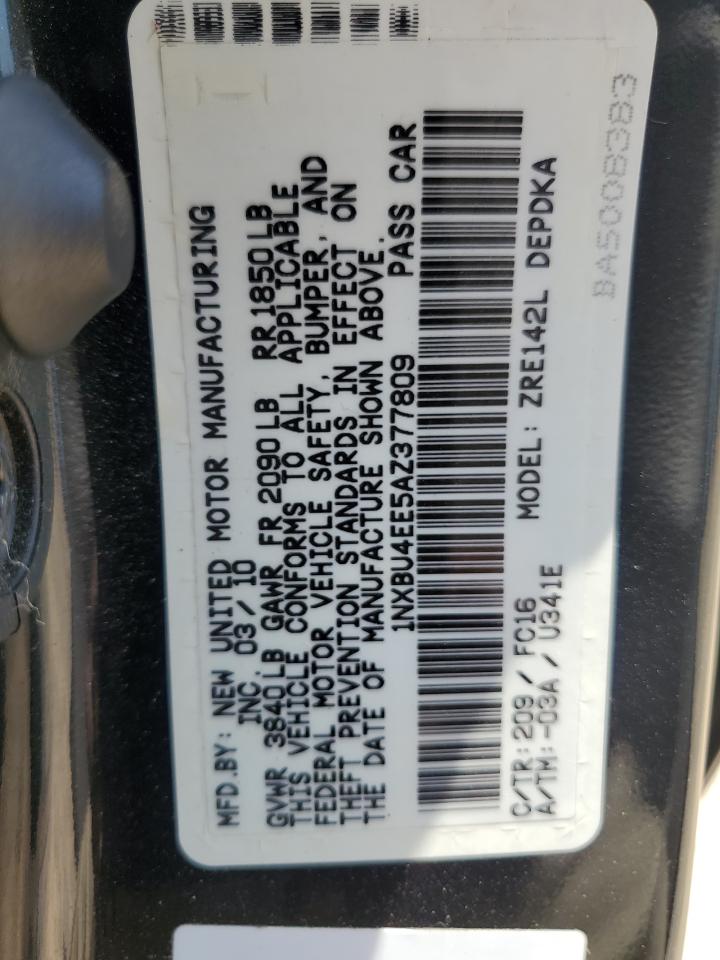 MFD.BY: NEW UNITED MOTOR MANUFACTURING
INC. 03/10
GVWR 3840LB GAWR FR 2090LB RR 1850LB
THIS VEHICLE CONFORMS TO ALL APPLICABLE
FEDERAL MOTOR VEHICLE SAFETY, BUMPER, AND
THEFT PREVENTION STANDARDS IN EFFECT ON
THE DATE OF MANUFACTURE SHOWN ABOVE.
1NXBU4EE5AZ377809 PASS CAR
C/TR:209/FC16 MODEL: ZRE142L DEPDKA
A/TM:-03A/U341E
BA5008383